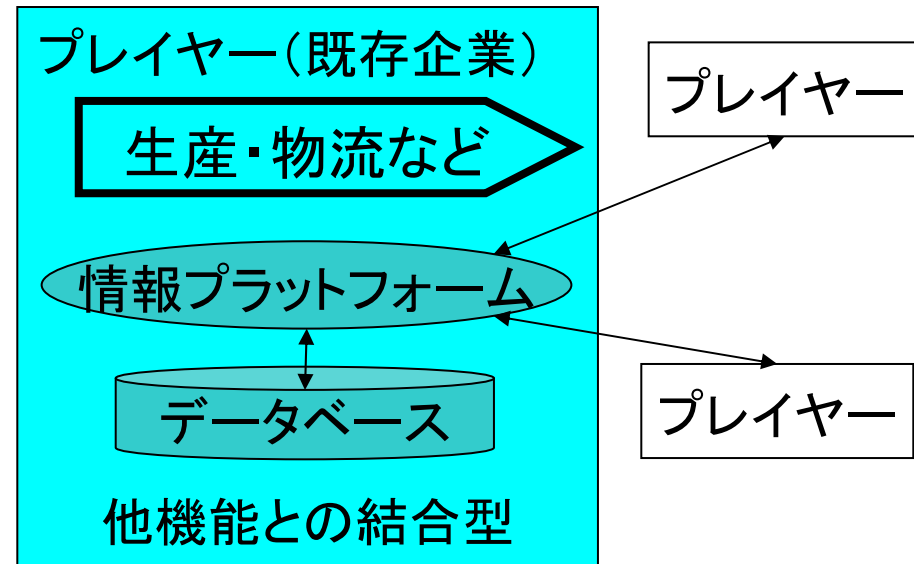 プレイヤー（既存企業）
生産・物流など
情報プラットフォーム
データベース
他機能との結合型
プレイヤー
プレイヤー